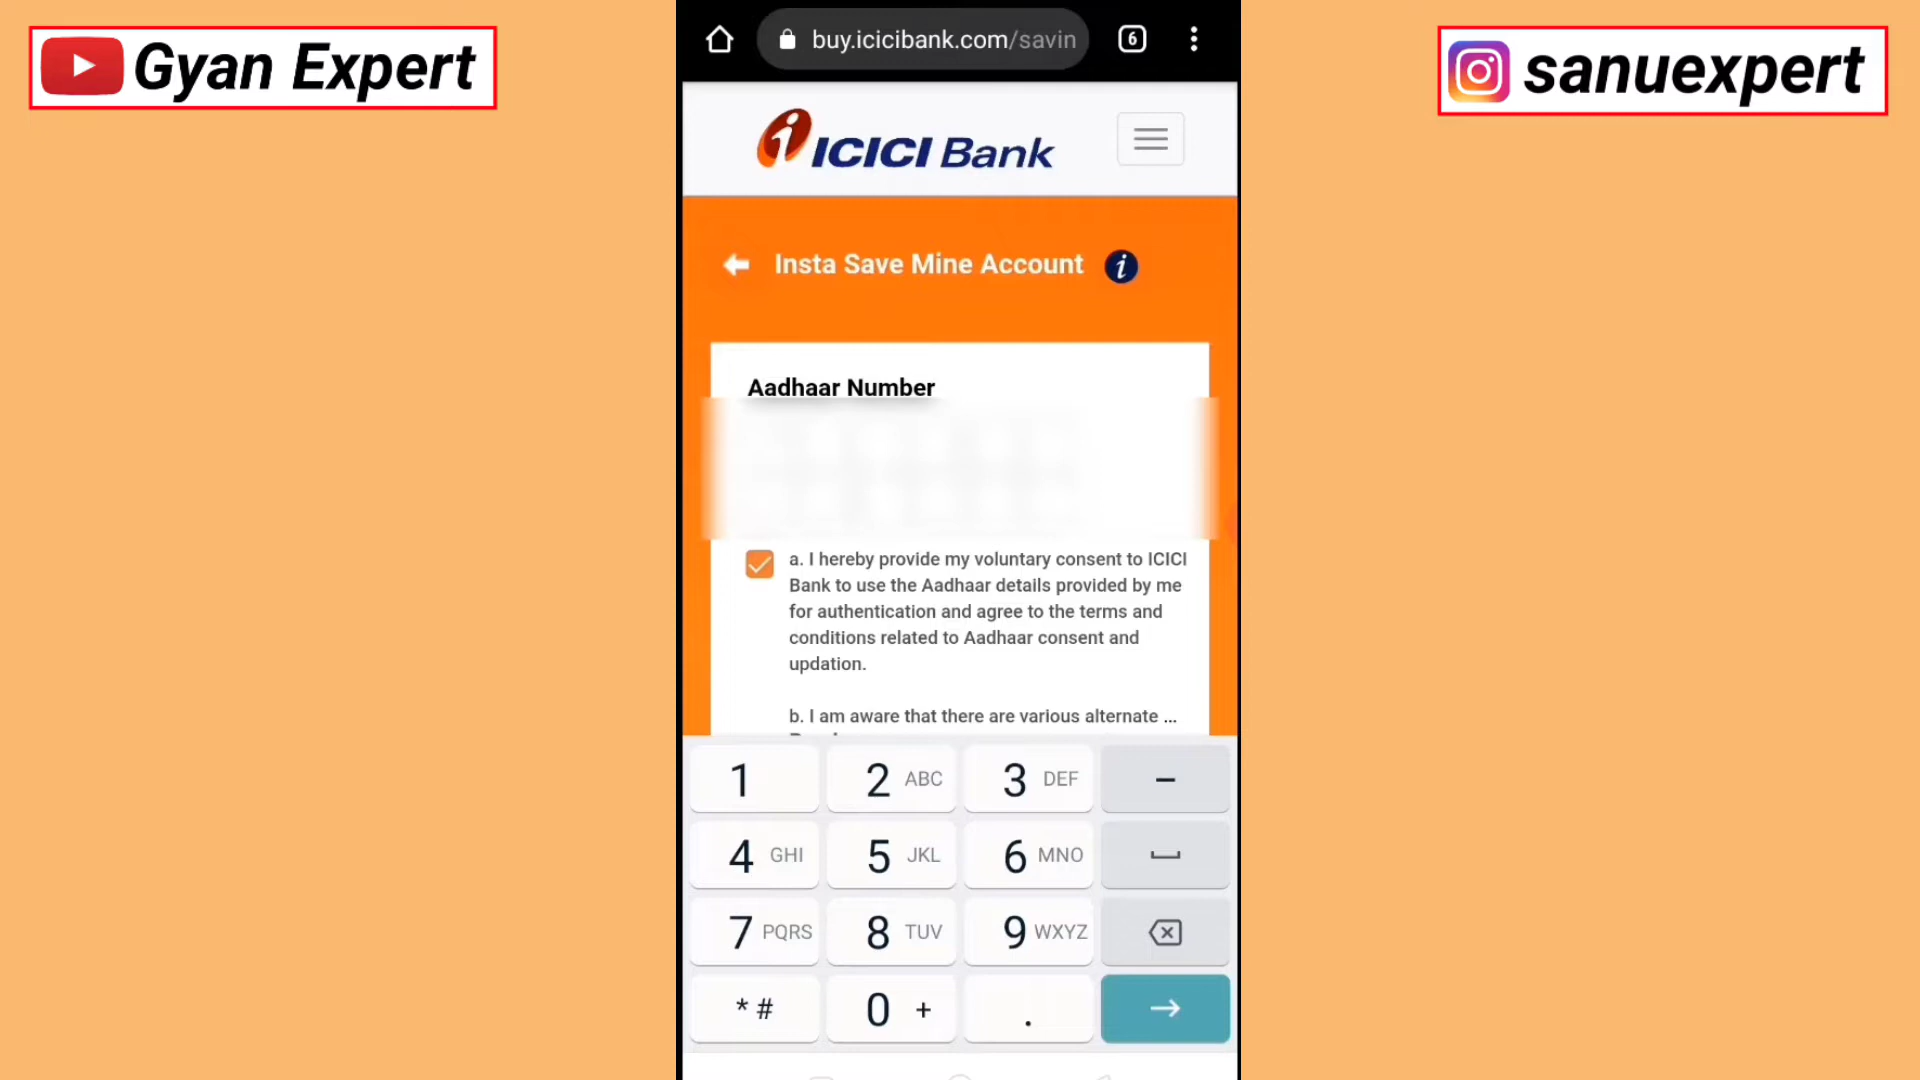 Gyan Expert
sanuexpert
buy.icicibank.com/savin
6
ICICI Bank
Insta Save Mine Account
Aadhaar Number
a. I hereby provide my voluntary consent to ICICI
Bank to use the Aadhaar details provided by me
for authentication and agree to the terms and
conditions related to Aadhaar consent and
updation.
b. I am aware that there are various alternate ...
1
2 ABC
3 DEF
–
4 GHI
5 JKL
6 MNO
7 PQRS
8 TUV
9 WXYZ
* #
0 +
.